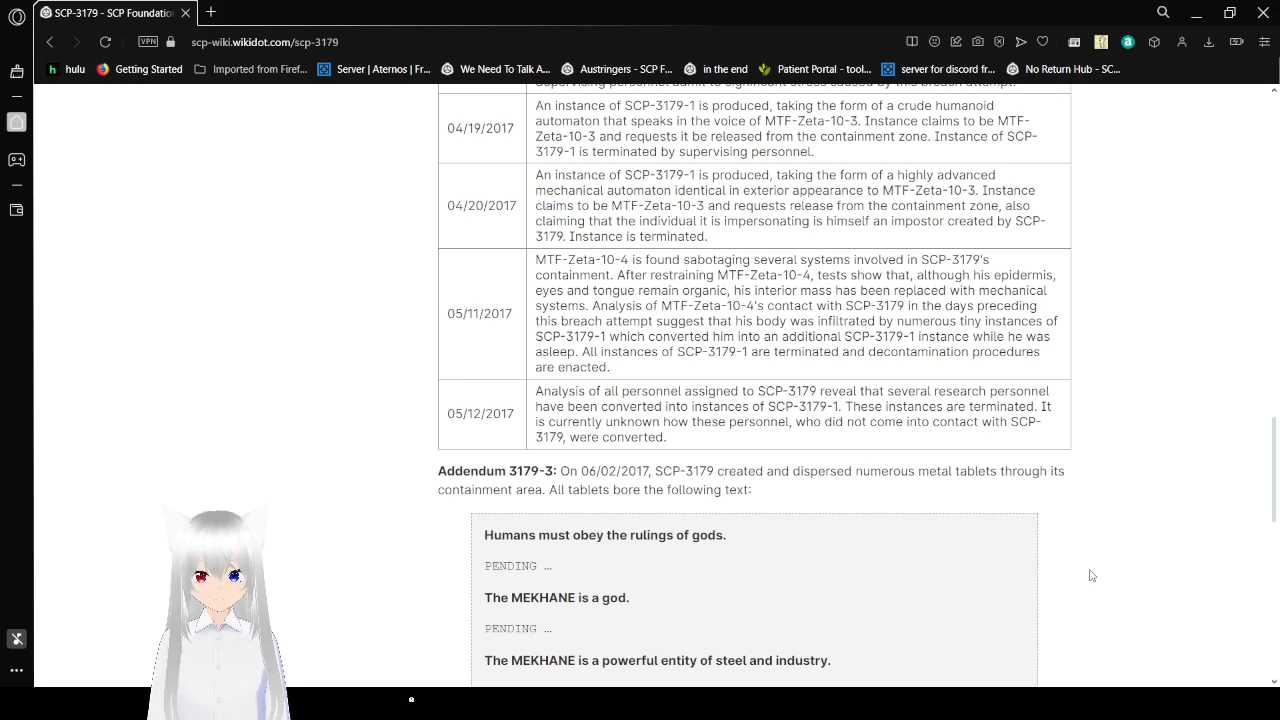 SCP-3179 - SCP Foundatio
scp-wiki.wikidot.com/scp-3179
VPN
hulu
Getting Started
Imported from Firef...
Server | Aternos | Fr...
We Need To Talk A...
Austringers - SCP F...
in the end
Patient Portal - tool...
server for discord fr...
No Return Hub - SC...
Supervising personnel admit to significant stress caused by this breach attempt.
04/19/2017
An instance of SCP-3179-1 is produced, taking the form of a crude humanoid
automaton that speaks in the voice of MTF-Zeta-10-3. Instance claims to be MTF-
Zeta-10-3 and requests it be released from the containment zone. Instance of SCP-
3179-1 is terminated by supervising personnel.
04/20/2017
An instance of SCP-3179-1 is produced, taking the form of a highly advanced
mechanical automaton identical in exterior appearance to MTF-Zeta-10-3. Instance
claims to be MTF-Zeta-10-3 and requests release from the containment zone, also
claiming that the individual it is impersonating is himself an impostor created by SCP-
3179. Instance is terminated.
05/11/2017
MTF-Zeta-10-4 is found sabotaging several systems involved in SCP-3179's
containment. After restraining MTF-Zeta-10-4, tests show that, although his epidermis,
eyes and tongue remain organic, his interior mass has been replaced with mechanical
systems. Analysis of MTF-Zeta-10-4's contact with SCP-3179 in the days preceding
this breach attempt suggest that his body was infiltrated by numerous tiny instances of
SCP-3179-1 which converted him into an additional SCP-3179-1 instance while he was
asleep. All instances of SCP-3179-1 are terminated and decontamination procedures
are enacted.
05/12/2017
Analysis of all personnel assigned to SCP-3179 reveal that several research personnel
have been converted into instances of SCP-3179-1. These instances are terminated. It
is currently unknown how these personnel, who did not come into contact with SCP-
3179, were converted.
Addendum 3179-3: On 06/02/2017, SCP-3179 created and dispersed numerous metal tablets through its
containment area. All tablets bore the following text:
Humans must obey the rulings of gods.
PENDING …
The MEKHANE is a god.
PENDING …
The MEKHANE is a powerful entity of steel and industry.